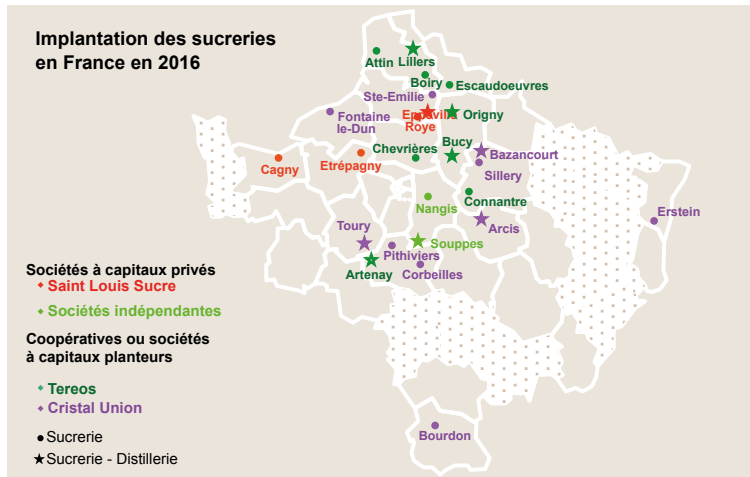 Implantation des sucreries
en France en 2016
Attin
Lillers
Boiry
Escaudoeuvres
Ste-Emilie
Fontaine
le-Dun
Eppeville
Roye
Origny
Cagny
Etrépagny
Chevrières
Bucy
Bazancourt
Sillery
Nangis
Connantre
Erstein
Toury
Arcis
Souppes
Pithiviers
Artenay
Corbeilles
Sociétés à capitaux privés
Saint Louis Sucre
Sociétés indépendantes
Coopératives ou sociétés
à capitaux planteurs
Tereos
Cristal Union
Sucrerie
Sucrerie - Distillerie
Bourdon